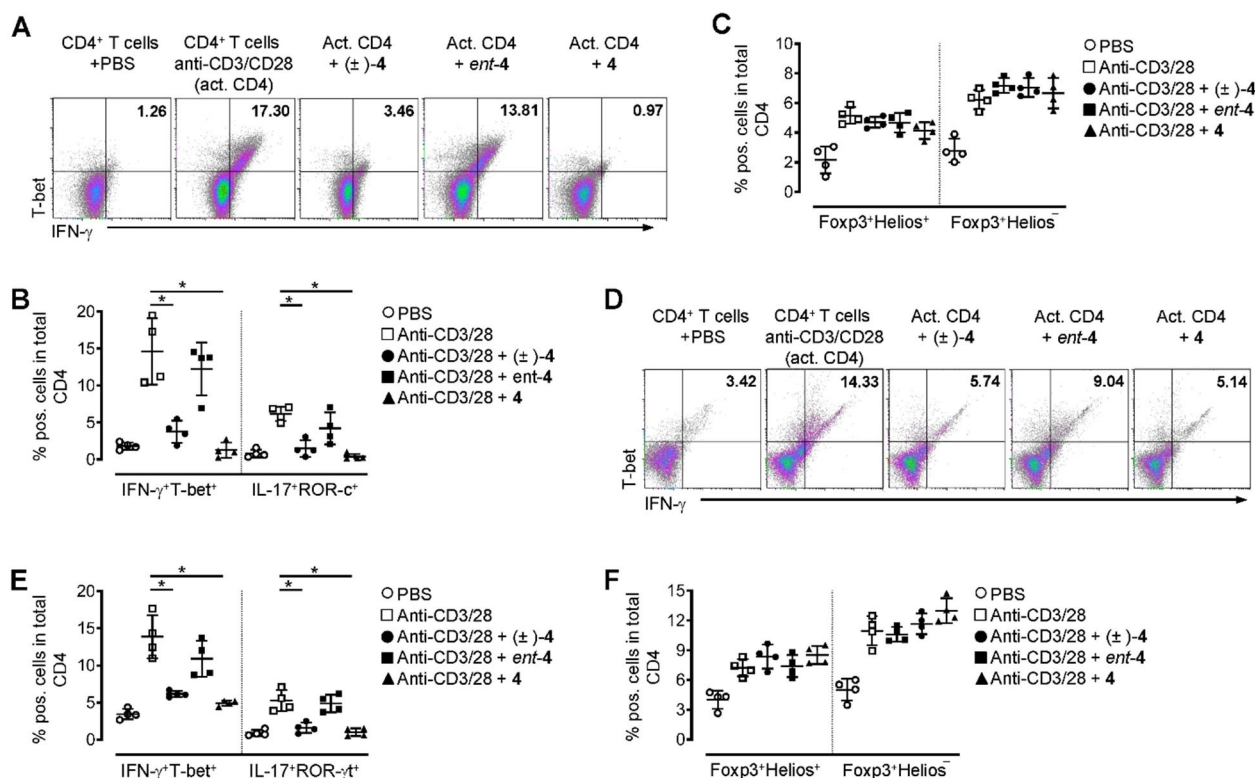 A
CD4⁺ T cells
+PBS
CD4⁺ T cells
anti-CD3/CD28
(act. CD4)
Act. CD4
+ (±)-4
Act. CD4
+ ent-4
Act. CD4
+ 4
1.26
17.30
3.46
13.81
0.97
T-bet
IFN-γ
B
% pos. cells in total
CD4
20
15
10
5
0
*
*
*
*
IFN-γ⁺T-bet⁺
IL-17⁺ROR-c⁺
PBS
Anti-CD3/28
Anti-CD3/28 + (±)-4
Anti-CD3/28 + ent-4
Anti-CD3/28 + 4
C
% pos. cells in total
CD4
10
8
6
4
2
0
Foxp3⁺Helios⁺
Foxp3⁺Helios⁻
PBS
Anti-CD3/28
Anti-CD3/28 + (±)-4
Anti-CD3/28 + ent-4
Anti-CD3/28 + 4
D
CD4⁺ T cells
+PBS
CD4⁺ T cells
anti-CD3/CD28
(act. CD4)
Act. CD4
+ (±)-4
Act. CD4
+ ent-4
Act. CD4
+ 4
3.42
14.33
5.74
9.04
5.14
T-bet
IFN-γ
E
% pos. cells in total
CD4
20
15
10
5
0
*
*
*
*
IFN-γ⁺T-bet⁺
IL-17⁺ROR-γt⁺
PBS
Anti-CD3/28
Anti-CD3/28 + (±)-4
Anti-CD3/28 + ent-4
Anti-CD3/28 + 4
F
% pos. cells in total
CD4
15
12
9
6
3
0
Foxp3⁺Helios⁺
Foxp3⁺Helios⁻
PBS
Anti-CD3/28
Anti-CD3/28 + (±)-4
Anti-CD3/28 + ent-4
Anti-CD3/28 + 4